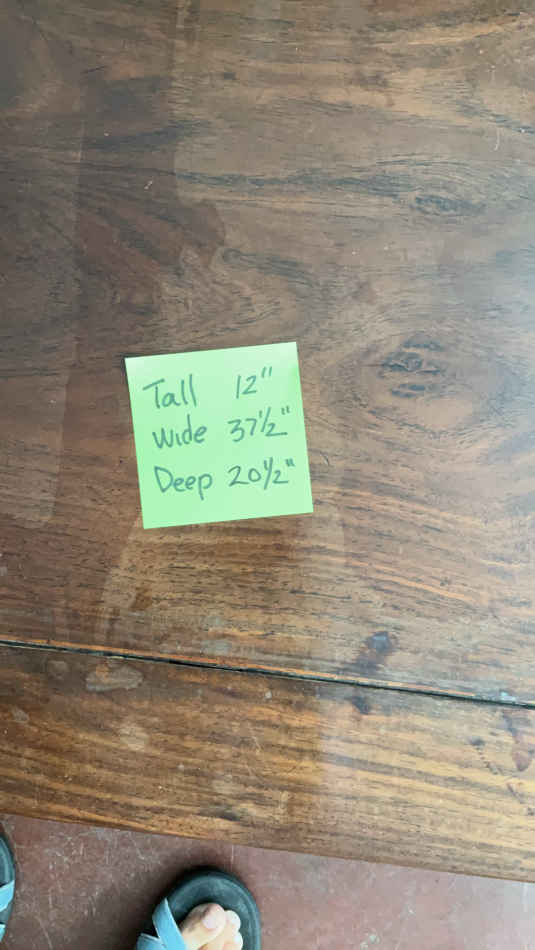 Tall 12"
Wide 37½"
Deep 20½"